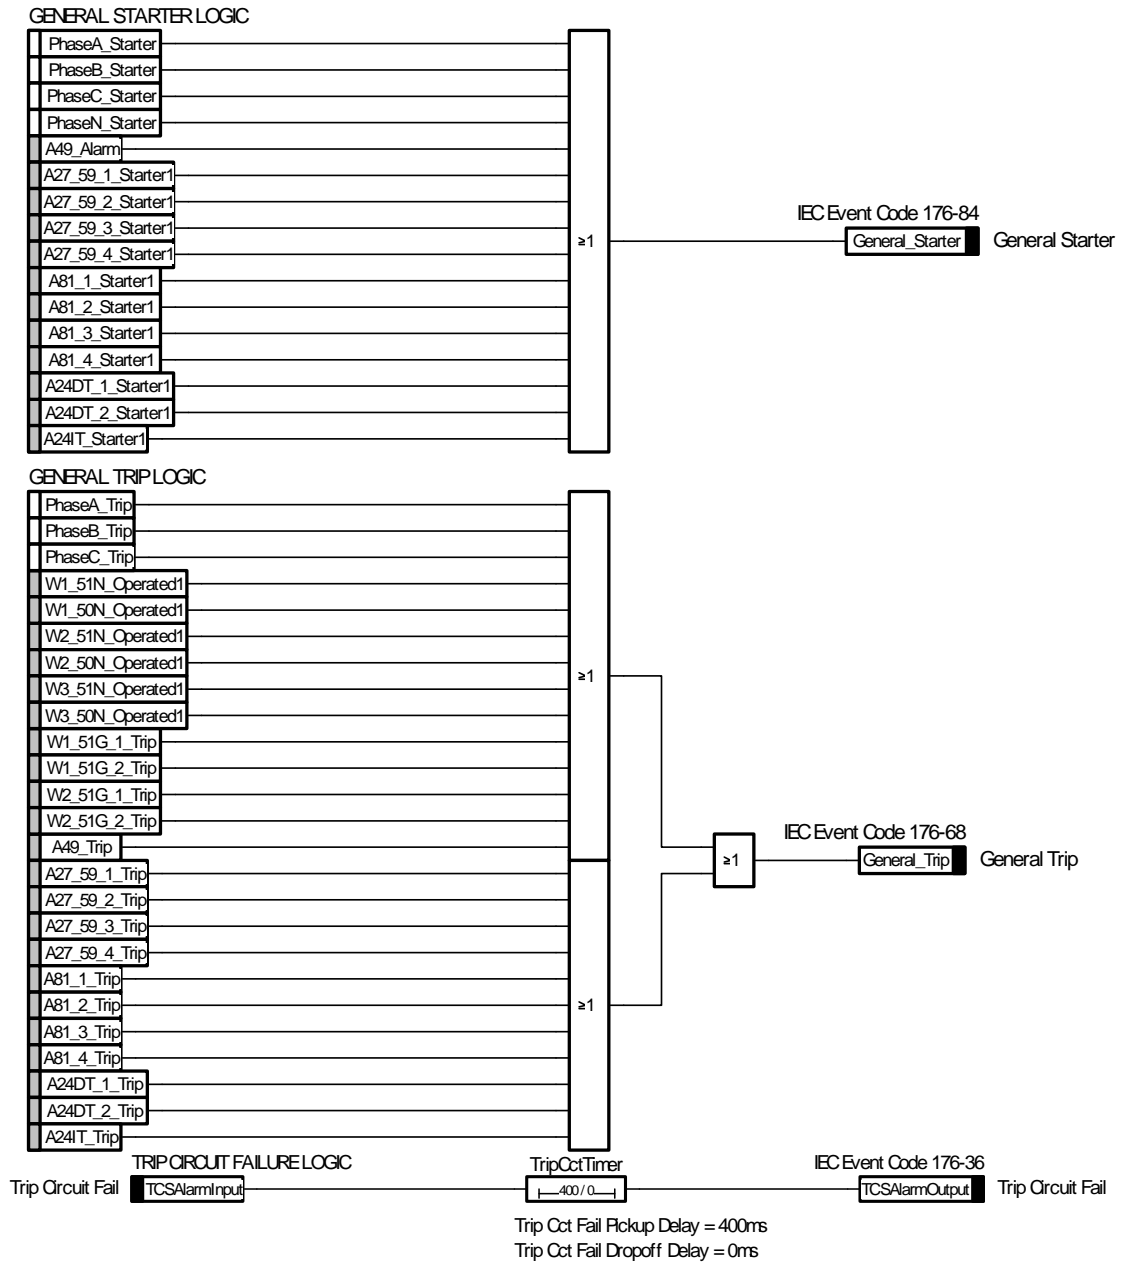 GENERAL STARTER LOGIC
PhaseA_Starter
PhaseB_Starter
PhaseC_Starter
PhaseN_Starter
A49_Alarm
A27_59_1_Starter1
A27_59_2_Starter1
A27_59_3_Starter1
A27_59_4_Starter1
A81_1_Starter1
A81_2_Starter1
A81_3_Starter1
A81_4_Starter1
A24DT_1_Starter1
A24DT_2_Starter1
A24IT_Starter1
≥1
IEC Event Code 176-84
General_Starter
General Starter
GENERAL TRIP LOGIC
PhaseA_Trip
PhaseB_Trip
PhaseC_Trip
W1_51N_Operated1
W1_50N_Operated1
W2_51N_Operated1
W2_50N_Operated1
W3_51N_Operated1
W3_50N_Operated1
W1_51G_1_Trip
W1_51G_2_Trip
W2_51G_1_Trip
W2_51G_2_Trip
A49_Trip
≥1
A27_59_1_Trip
A27_59_2_Trip
A27_59_3_Trip
A27_59_4_Trip
A81_1_Trip
A81_2_Trip
A81_3_Trip
A81_4_Trip
A24DT_1_Trip
A24DT_2_Trip
A24IT_Trip
≥1
≥1
IEC Event Code 176-68
General_Trip
General Trip
TRIP CIRCUIT FAILURE LOGIC
Trip Circuit Fail
TCSAlarmInput
TripCctTimer
400 / 0
IEC Event Code 176-36
TCSAlarmOutput
Trip Circuit Fail
Trip Cct Fail Pickup Delay = 400ms
Trip Cct Fail Dropoff Delay = 0ms